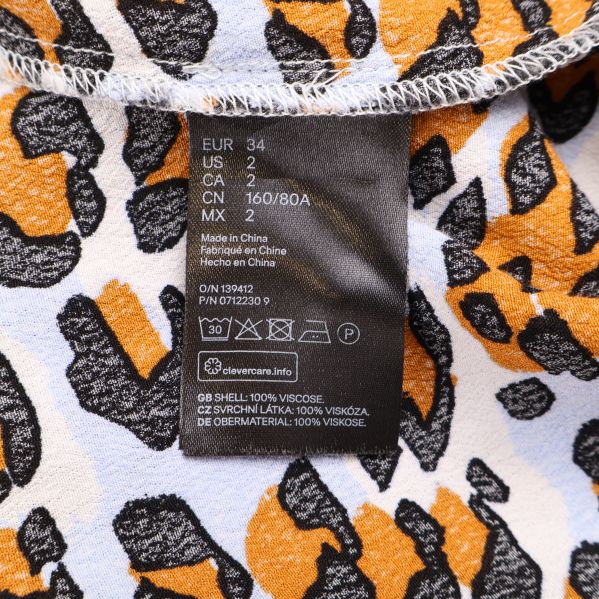 EUR 34
US 2
CA 2
CN 160/80A
MX 2
Made in China
Fabriqué en Chine
Hecho en China
O/N 139412
P/N 0712230 9
30 P
clevercare.info
GB SHELL: 100% VISCOSE.
CZ SVRCHNÍ LÁTKA: 100% VISKÓZA.
DE OBERMATERIAL: 100% VISKOSE.